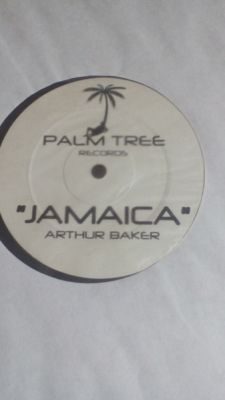 PALM TREE
RECORDS
"JAMAICA"
ARTHUR BAKER